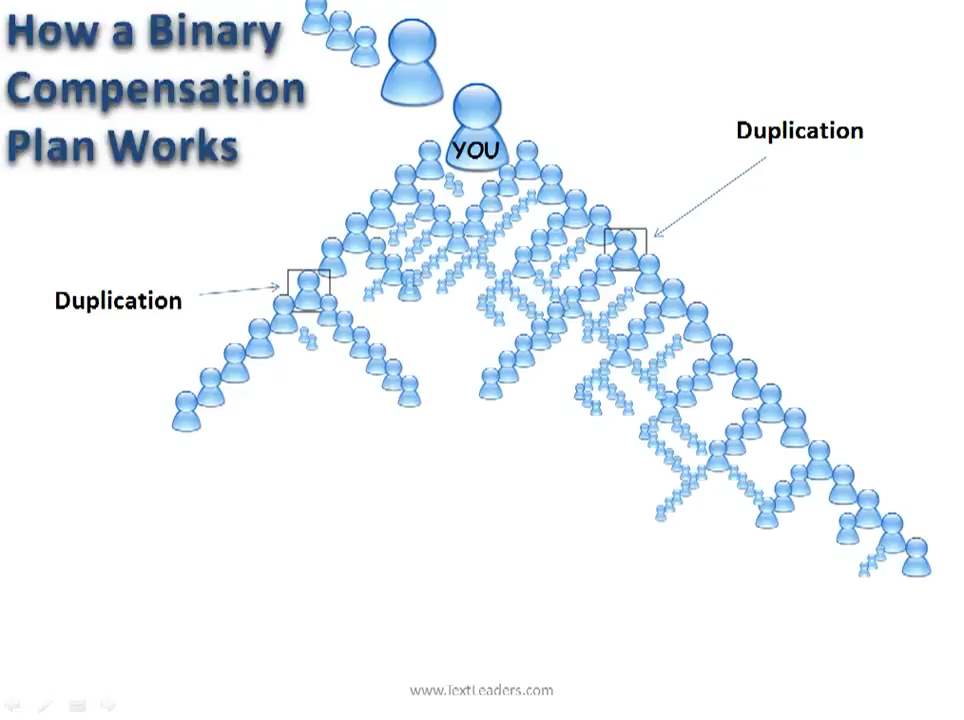 How a Binary
Compensation
Plan Works
YOU
Duplication
Duplication
www.TextLeaders.com